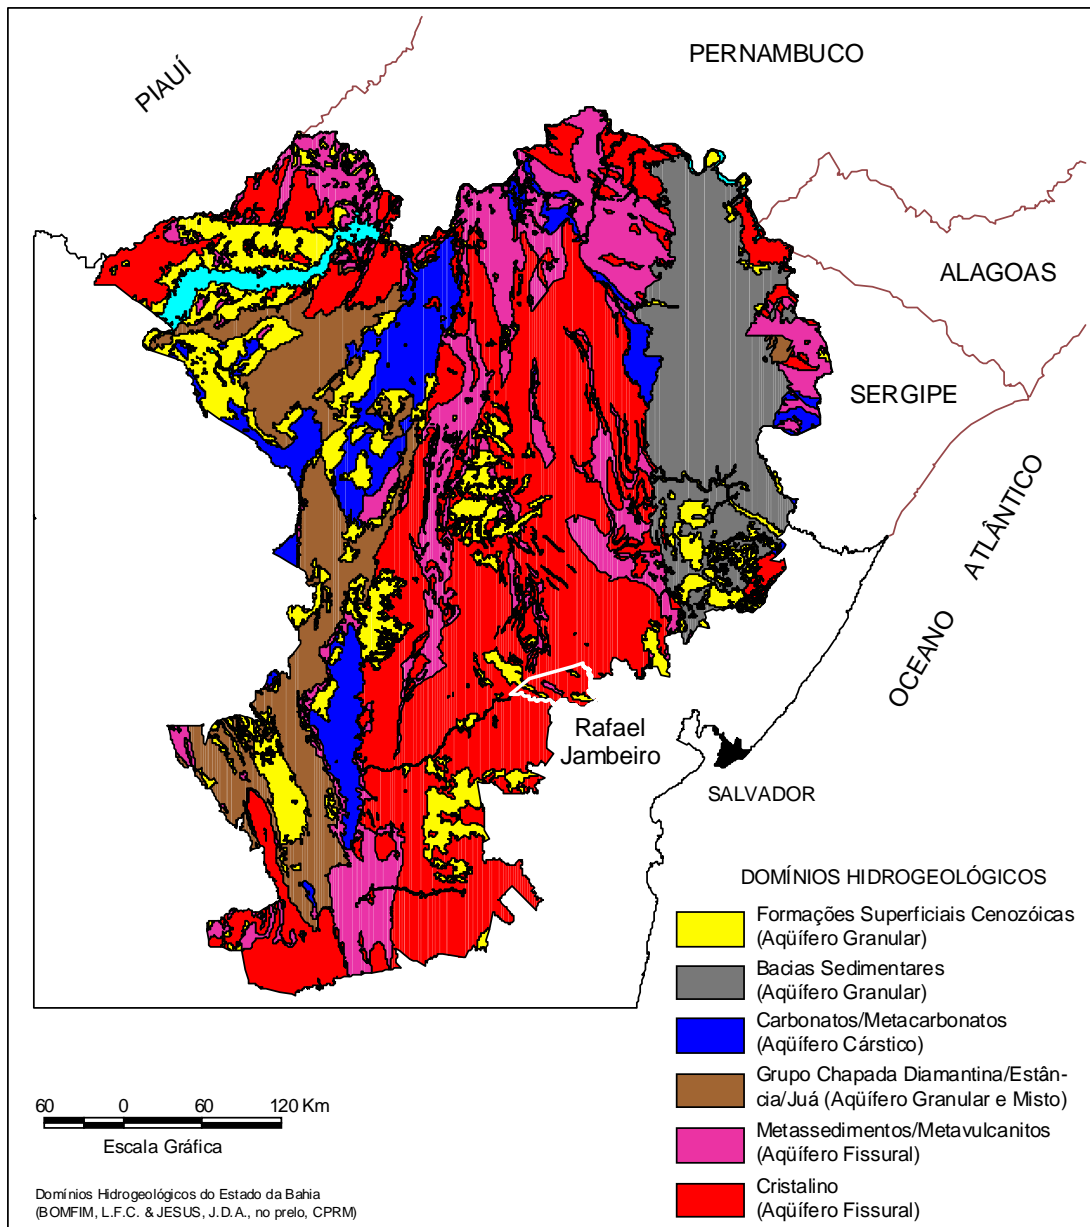 PIAUÍ
PERNAMBUCO
ALAGOAS
SERGIPE
OCEANO ATLÂNTICO
Rafael
Jambeiro
SALVADOR
DOMÍNIOS HIDROGEOLÓGICOS
Formações Superficiais Cenozóicas
(Aqüífero Granular)
Bacias Sedimentares
(Aqüífero Granular)
Carbonatos/Metacarbonatos
(Aqüífero Cárstico)
Grupo Chapada Diamantina/Estân-
cia/Juá (Aqüífero Granular e Misto)
Metassedimentos/Metavulcanitos
(Aqüífero Fissural)
Cristalino
(Aqüífero Fissural)
60 0 60 120 Km
Escala Gráfica
Domínios Hidrogeológicos do Estado da Bahia
(BOMFIM, L.F.C. & JESUS, J.D.A., no prelo, CPRM)